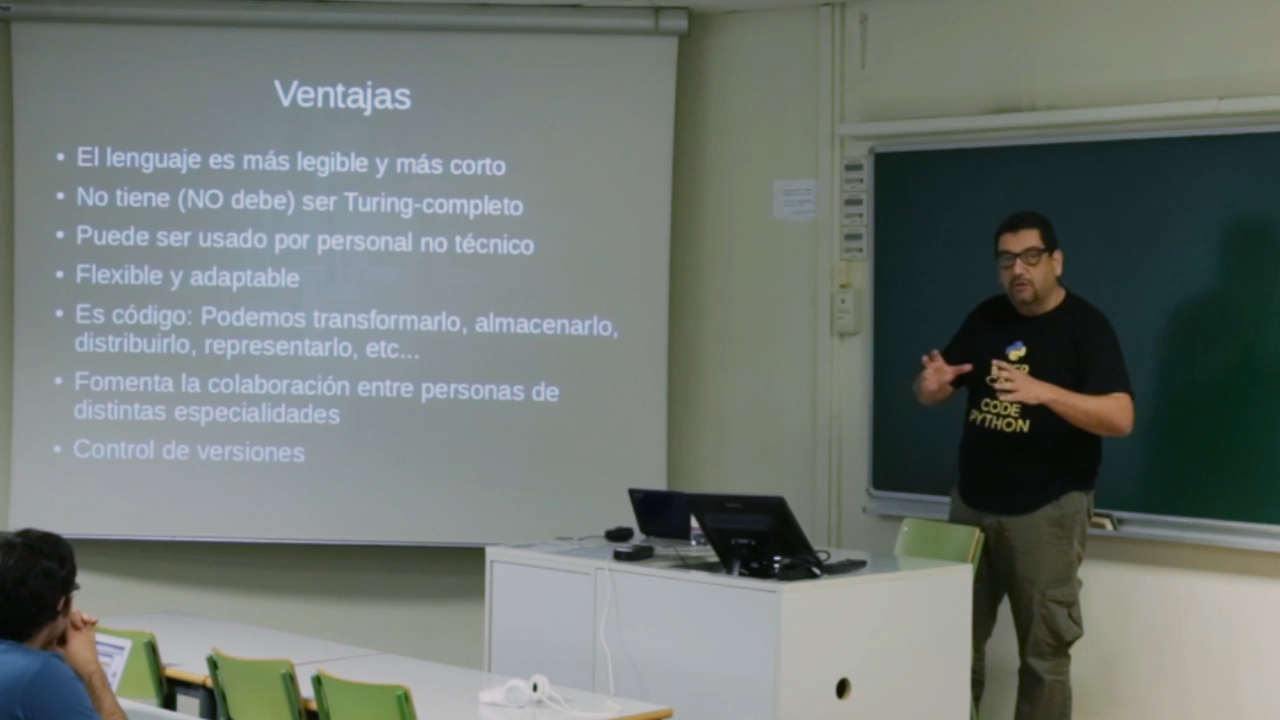 Ventajas
• El lenguaje es más legible y más corto
• No tiene (NO debe) ser Turing-completo
• Puede ser usado por personal no técnico
• Flexible y adaptable
• Es código: Podemos transformarlo, almacenarlo,
distribuirlo, representarlo, etc...
• Fomenta la colaboración entre personas de
distintas especialidades
• Control de versiones
CODE
PYTHON